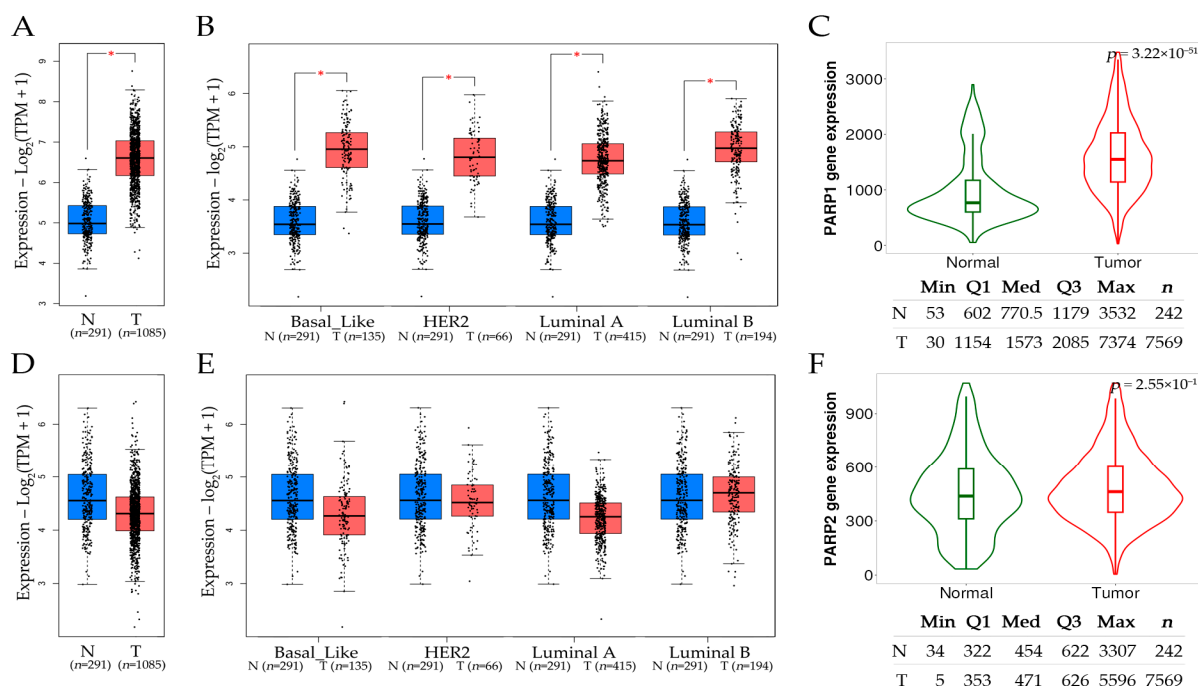 A
Expression – Log2(TPM + 1)
9
8
7
6
5
4
3
*
N
T
(n=291)
(n=1085)
B
Expression – log2(TPM + 1)
6
5
4
3
*
*
*
*
Basal_Like
HER2
Luminal A
Luminal B
N (n=291) T (n=135)
N (n=291) T (n=66)
N (n=291) T (n=415)
N (n=291) T (n=194)
C
p = 3.22×10⁻⁵¹
PARP1 gene expression
3000
2000
1000
0
Normal
Tumor
Min Q1 Med Q3 Max n
N 53 602 770.5 1179 3532 242
T 30 1154 1573 2085 7374 7569
D
Expression – Log2(TPM + 1)
6
5
4
3
N
T
(n=291)
(n=1085)
E
Expression – log2(TPM + 1)
6
5
4
3
Basal_Like
HER2
Luminal A
Luminal B
N (n=291) T (n=135)
N (n=291) T (n=66)
N (n=291) T (n=415)
N (n=291) T (n=194)
F
p = 2.55×10⁻¹
PARP2 gene expression
900
600
300
0
Normal
Tumor
Min Q1 Med Q3 Max n
N 34 322 454 622 3307 242
T 5 353 471 626 5596 7569